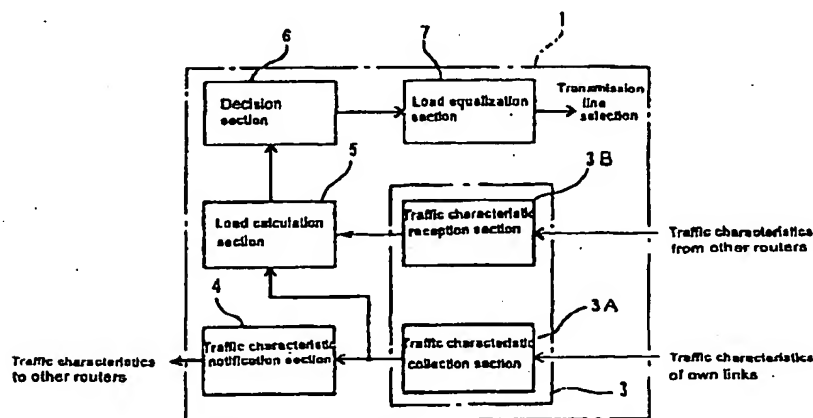 1
6
7
Decision
section
Load equalization
section
Transmission
line
selection
5
3B
Load calculation
section
Traffic characteristic
reception section
Traffic characteristics
from other routers
4
3A
Traffic characteristic
notification section
Traffic characteristic
collection section
Traffic characteristics
to other routers
Traffic characteristics
of own links
3